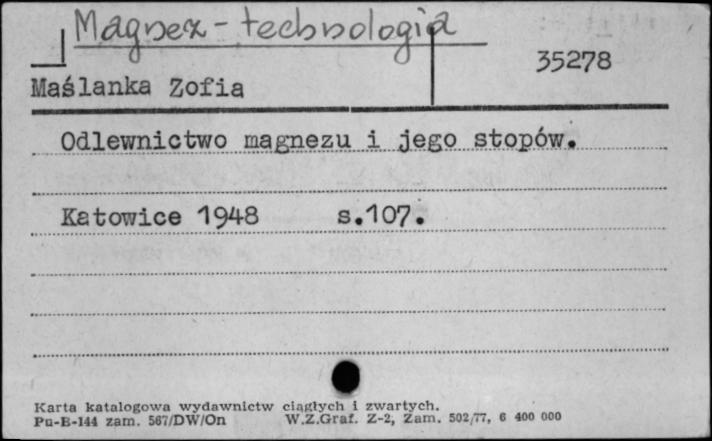 Magnez - technologia
35278
Maślanka Zofia
Odlewnictwo magnezu i jego stopów.
Katowice 1948 s.107.
Karta katalogowa wydawnictw ciągłych i zwartych.
Pu-B-144 zam. 567/DW/On W.Z.Graf. Z-2, Zam. 502/77, 6 400 000